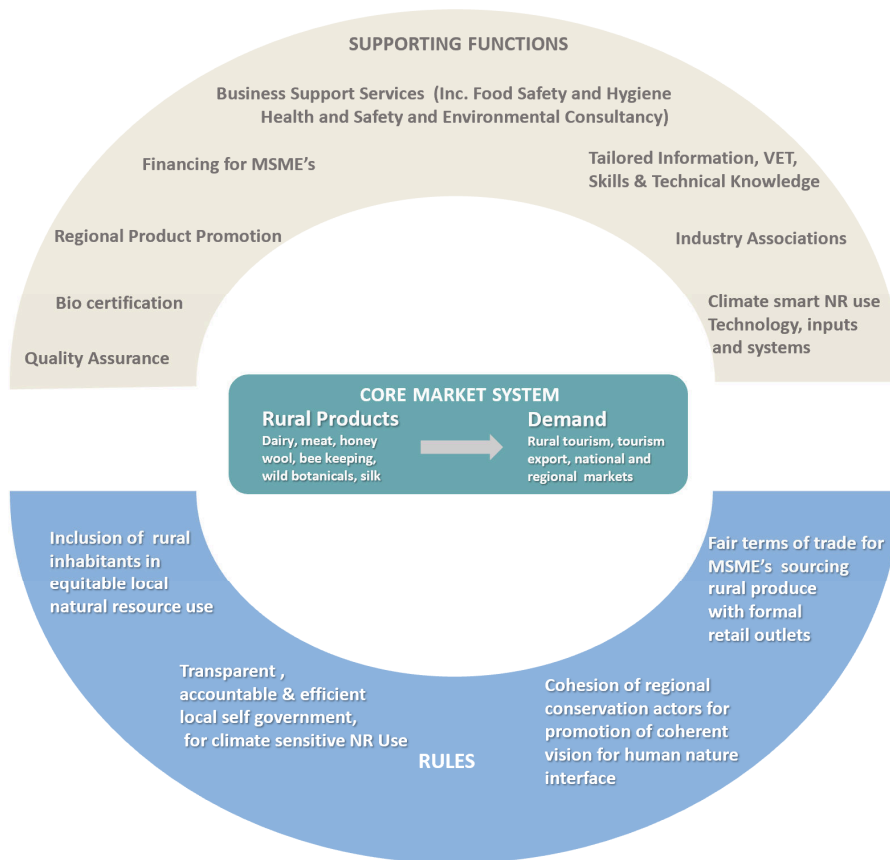 SUPPORTING FUNCTIONS
Business Support Services (Inc. Food Safety and Hygiene
Health and Safety and Environmental Consultancy)
Financing for MSME's
Tailored Information, VET,
Skills & Technical Knowledge
Regional Product Promotion
Industry Associations
Bio certification
Climate smart NR use
Technology, inputs
and systems
Quality Assurance
CORE MARKET SYSTEM
Rural Products
Dairy, meat, honey
wool, bee keeping,
wild botanicals, silk
Demand
Rural tourism, tourism
export, national and
regional markets
Inclusion of rural
inhabitants in
equitable local
natural resource use
Fair terms of trade for
MSME's sourcing
rural produce
with formal
retail outlets
Transparent ,
accountable & efficient
local self government,
for climate sensitive NR Use
Cohesion of regional
conservation actors for
promotion of coherent
vision for human nature
interface
RULES